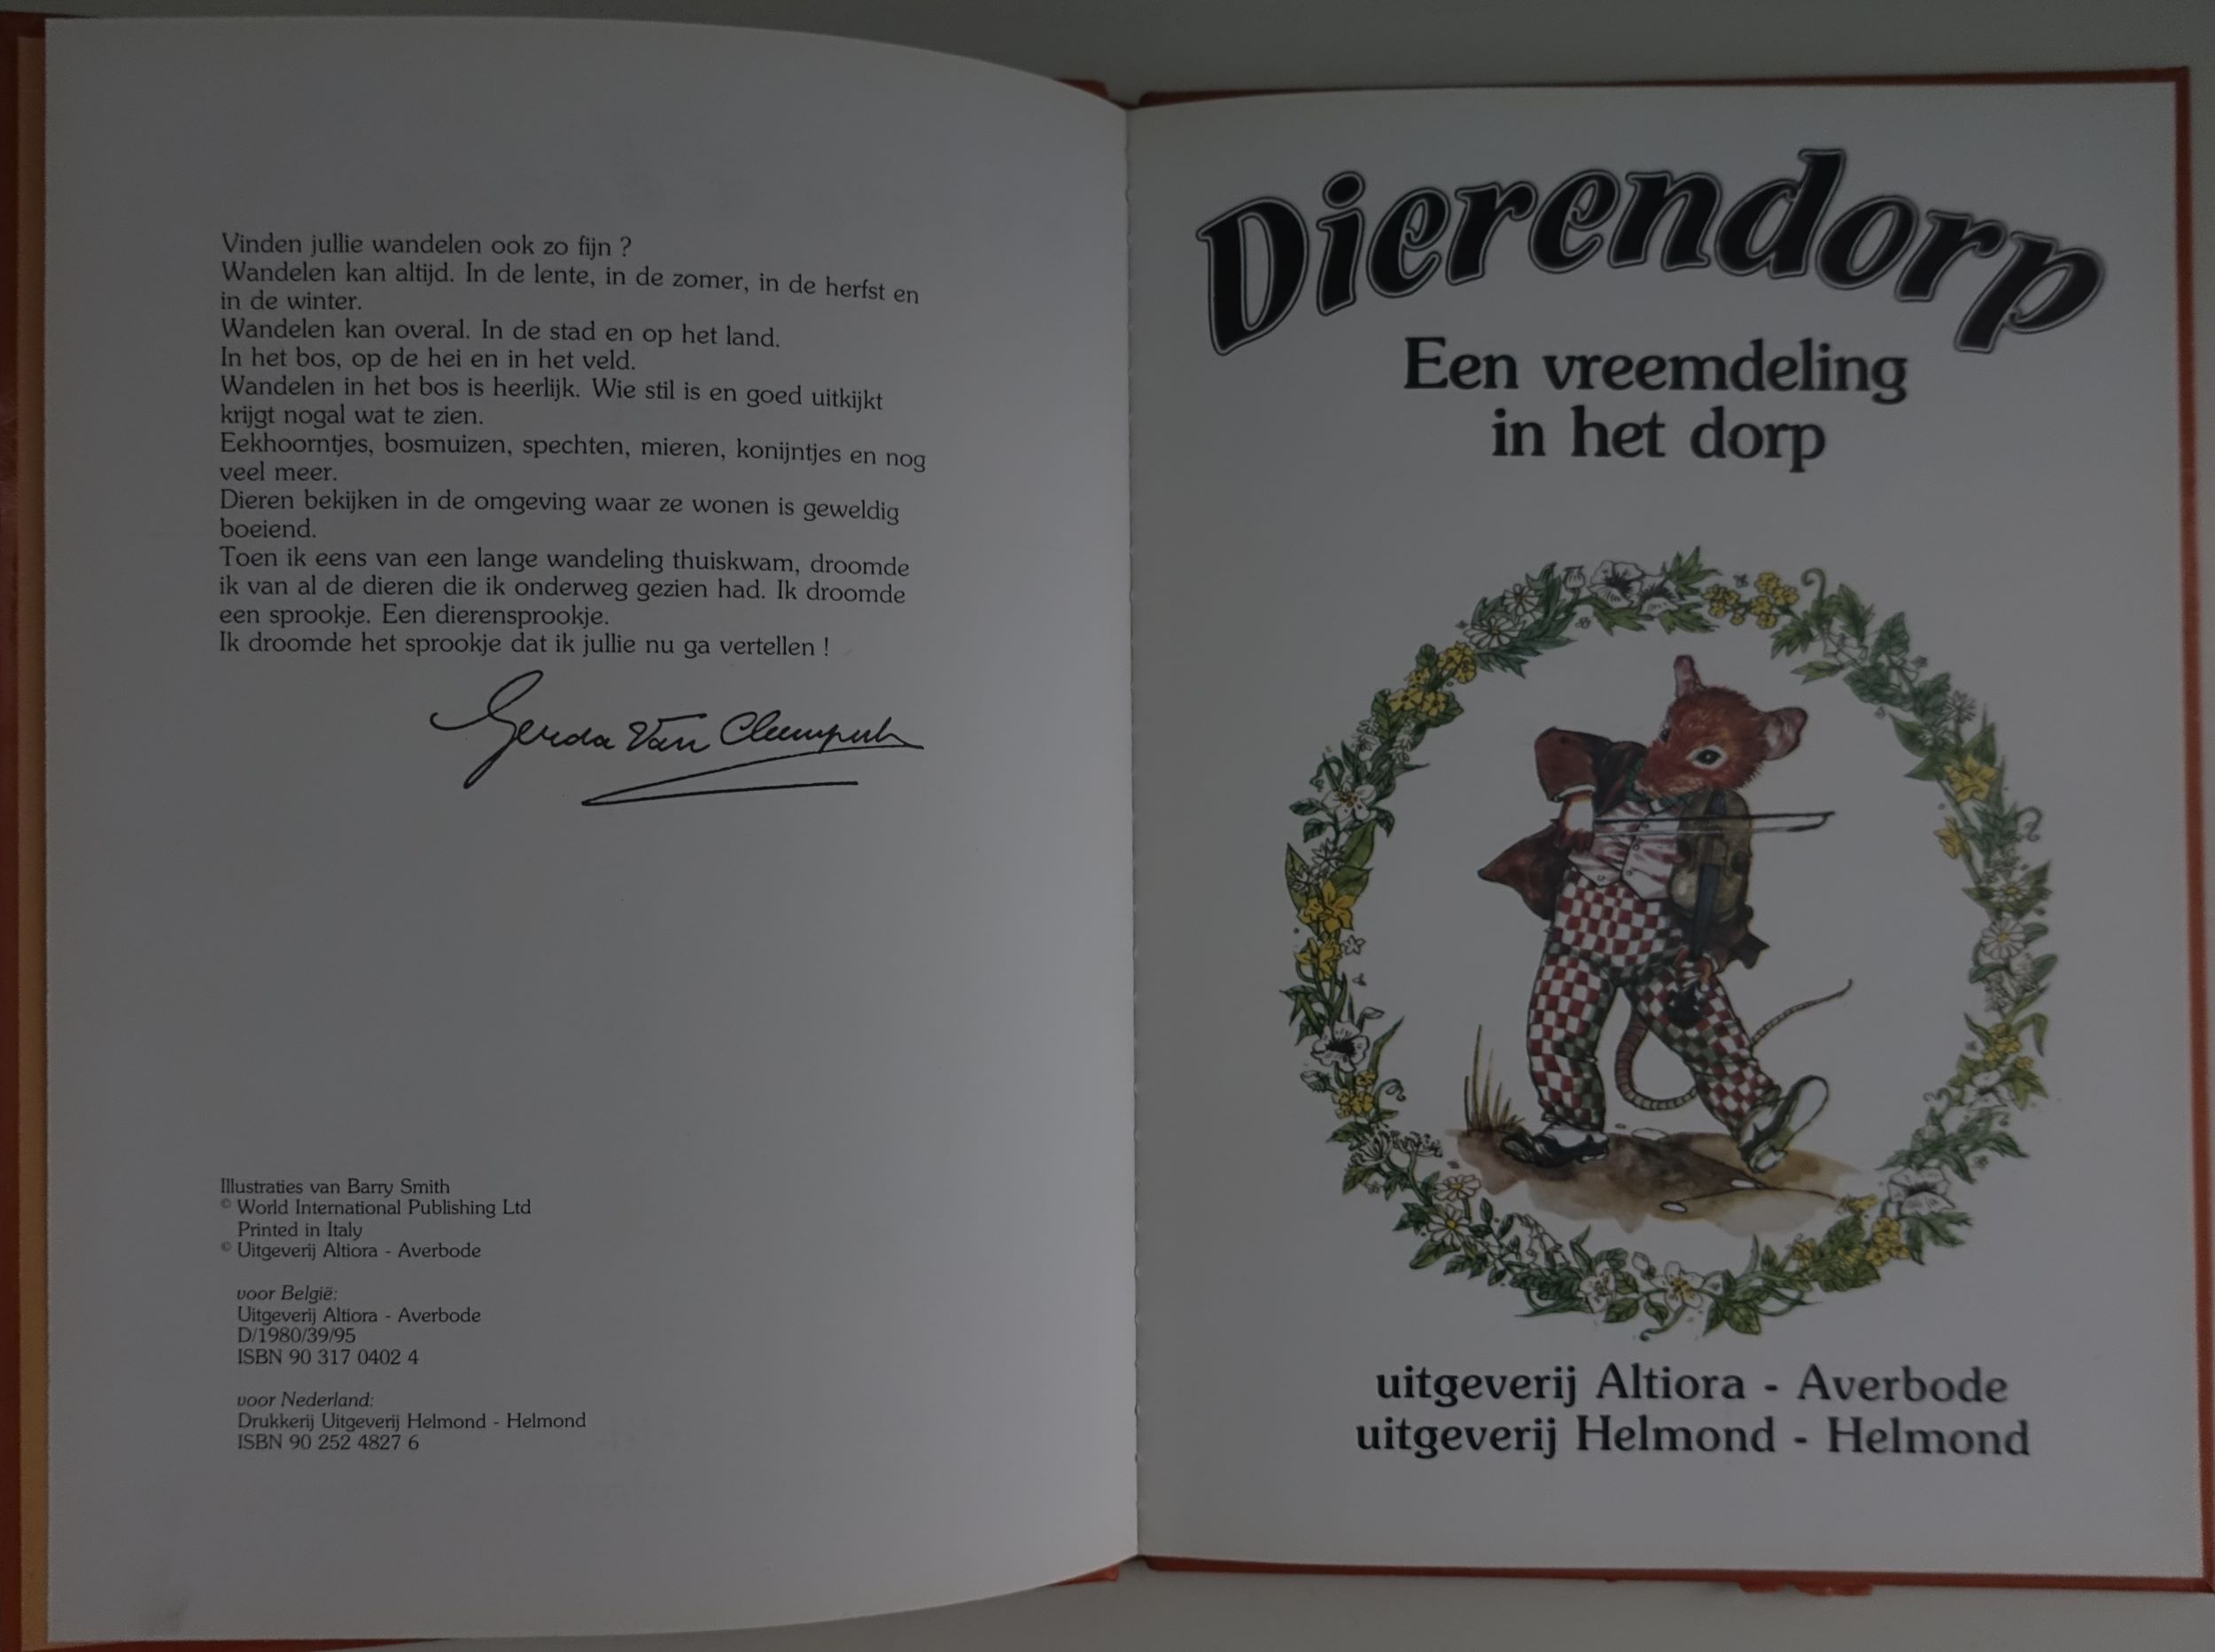 Vinden jullie wandelen ook zo fijn ?
Wandelen kan altijd. In de lente, in de zomer, in de herfst en
in de winter.
Wandelen kan overal. In de stad en op het land.
In het bos, op de hei en in het veld.
Wandelen in het bos is heerlijk. Wie stil is en goed uitkijkt
krijgt nogal wat te zien.
Eekhoorntjes, bosmuizen, spechten, mieren, konijntjes en nog
veel meer.
Dieren bekijken in de omgeving waar ze wonen is geweldig
boeiend.
Toen ik eens van een lange wandeling thuiskwam, droomde
ik van al de dieren die ik onderweg gezien had. Ik droomde
een sprookje. Een dierensprookje.
Ik droomde het sprookje dat ik jullie nu ga vertellen !
Gerda Van Cleemput
Illustraties van Barry Smith
© World International Publishing Ltd
Printed in Italy
© Uitgeverij Altiora - Averbode
voor België:
Uitgeverij Altiora - Averbode
D/1980/39/95
ISBN 90 317 0402 4
voor Nederland:
Drukkerij Uitgeverij Helmond - Helmond
ISBN 90 252 4827 6
Dierendorp
Een vreemdeling
in het dorp
uitgeverij Altiora - Averbode
uitgeverij Helmond - Helmond